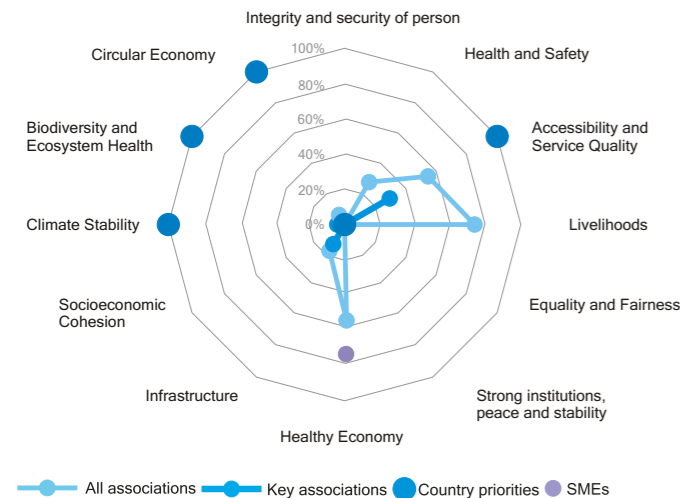 Integrity and security of person
Circular Economy
Health and Safety
100%
80%
60%
40%
20%
0%
Biodiversity and
Ecosystem Health
Accessibility and
Service Quality
Climate Stability
Livelihoods
Socioeconomic
Cohesion
Equality and Fairness
Infrastructure
Strong institutions,
peace and stability
Healthy Economy
All associations
Key associations
Country priorities
SMEs